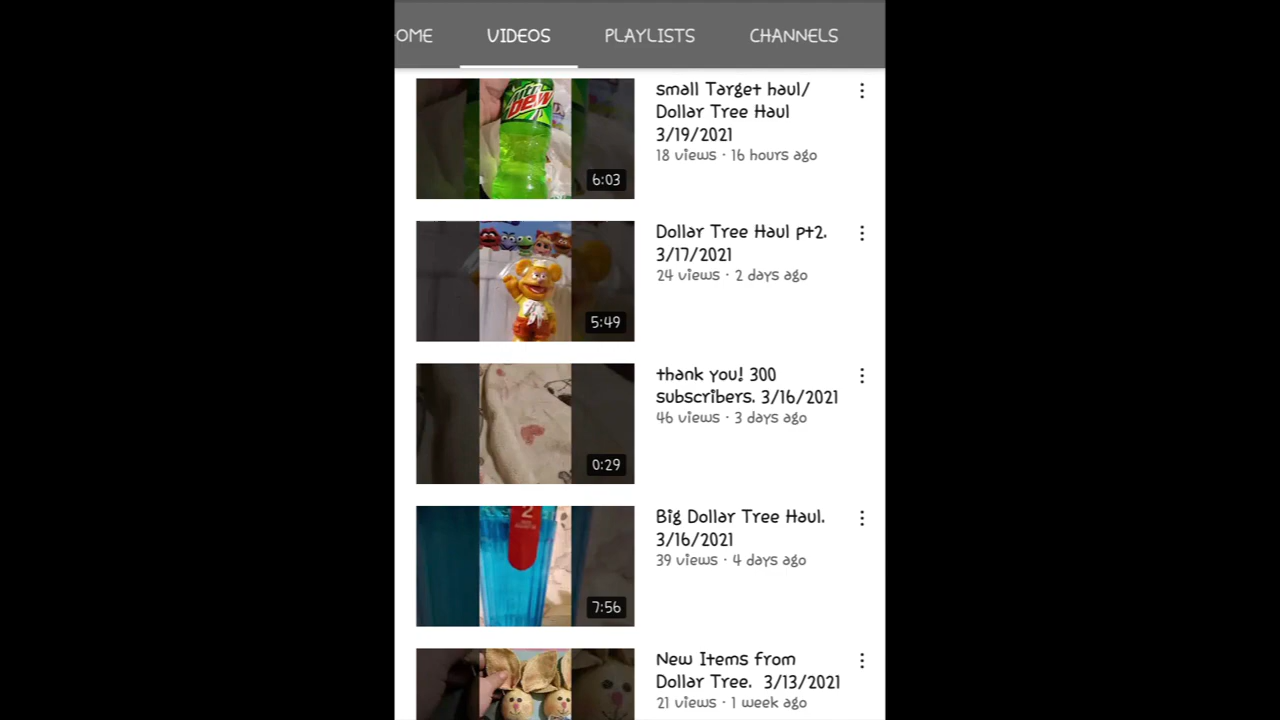 OME VIDEOS PLAYLISTS CHANNELS
mtn
DEW
6:03
small Target haul/
Dollar Tree Haul
3/19/2021
18 views · 16 hours ago
5:49
Dollar Tree Haul pt2.
3/17/2021
24 views · 2 days ago
0:29
thank you! 300
subscribers. 3/16/2021
46 views · 3 days ago
2
7:56
Big Dollar Tree Haul.
3/16/2021
39 views · 4 days ago
New Items from
Dollar Tree. 3/13/2021
21 views · 1 week ago